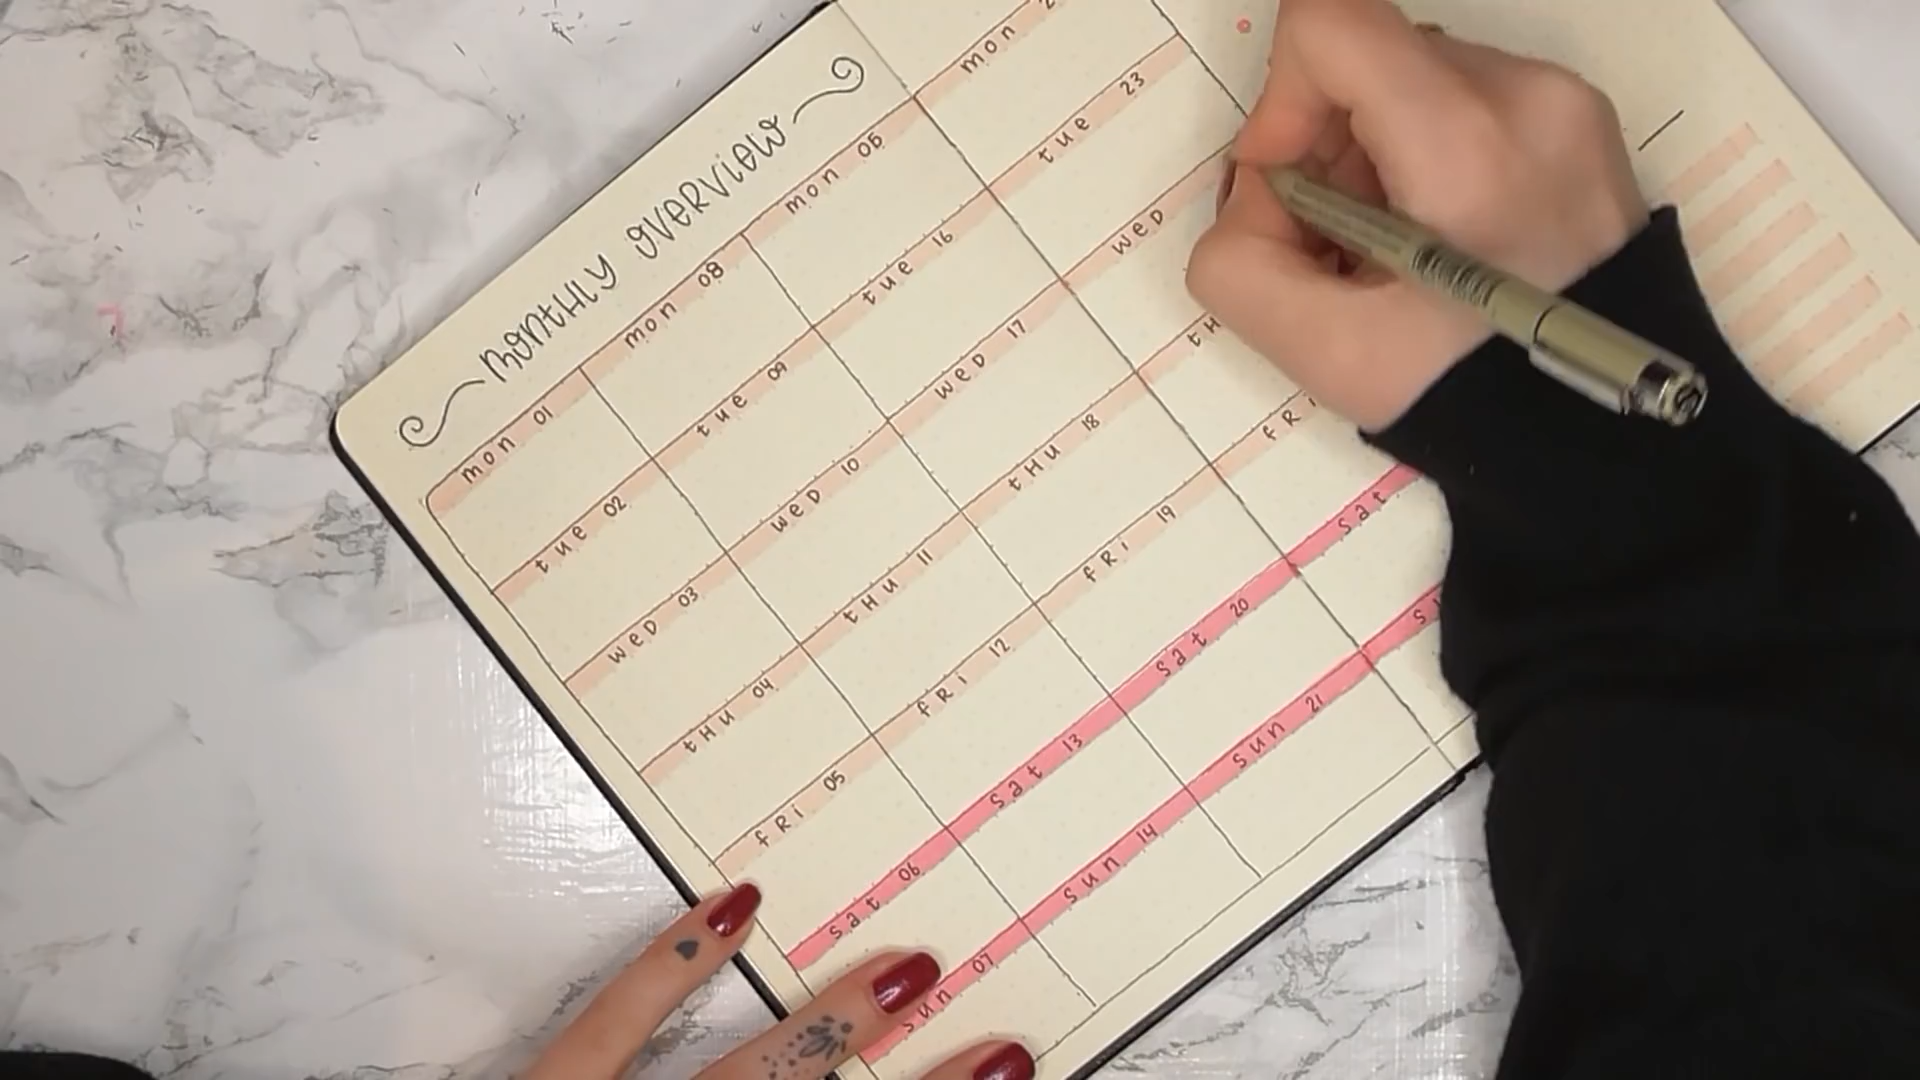 MONTHLY OVERVIEW
mon 01
mon 08
mon
mon
tue 02
tue 09
tue 16
tue 23
WED 03
WED 10
WED 17
WED
tHU 04
tHU 11
tHU 18
fRi 05
fRi 12
fRi 19
sat 06
sat 13
sat 20
sat
sun 07
sun 14
sun 21